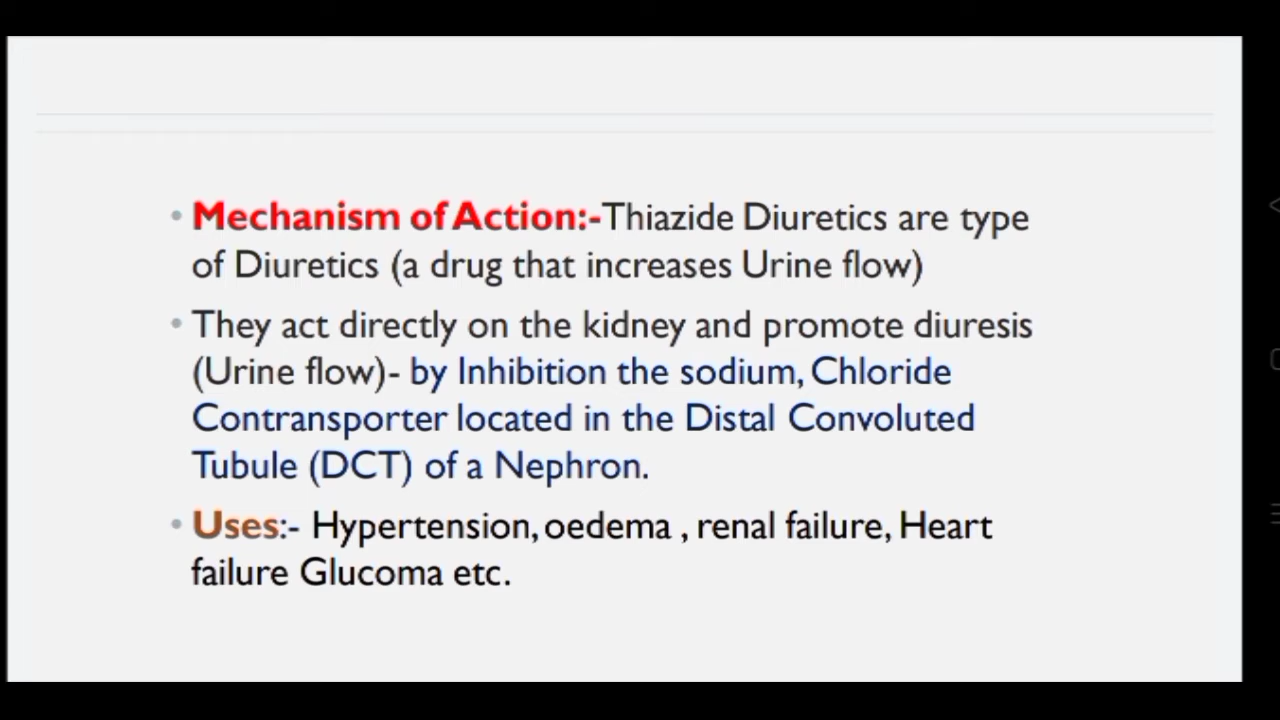 • Mechanism of Action:-Thiazide Diuretics are type
of Diuretics (a drug that increases Urine flow)
• They act directly on the kidney and promote diuresis
(Urine flow)- by Inhibition the sodium, Chloride
Contransporter located in the Distal Convoluted
Tubule (DCT) of a Nephron.
• Uses:- Hypertension, oedema , renal failure, Heart
failure Glucoma etc.